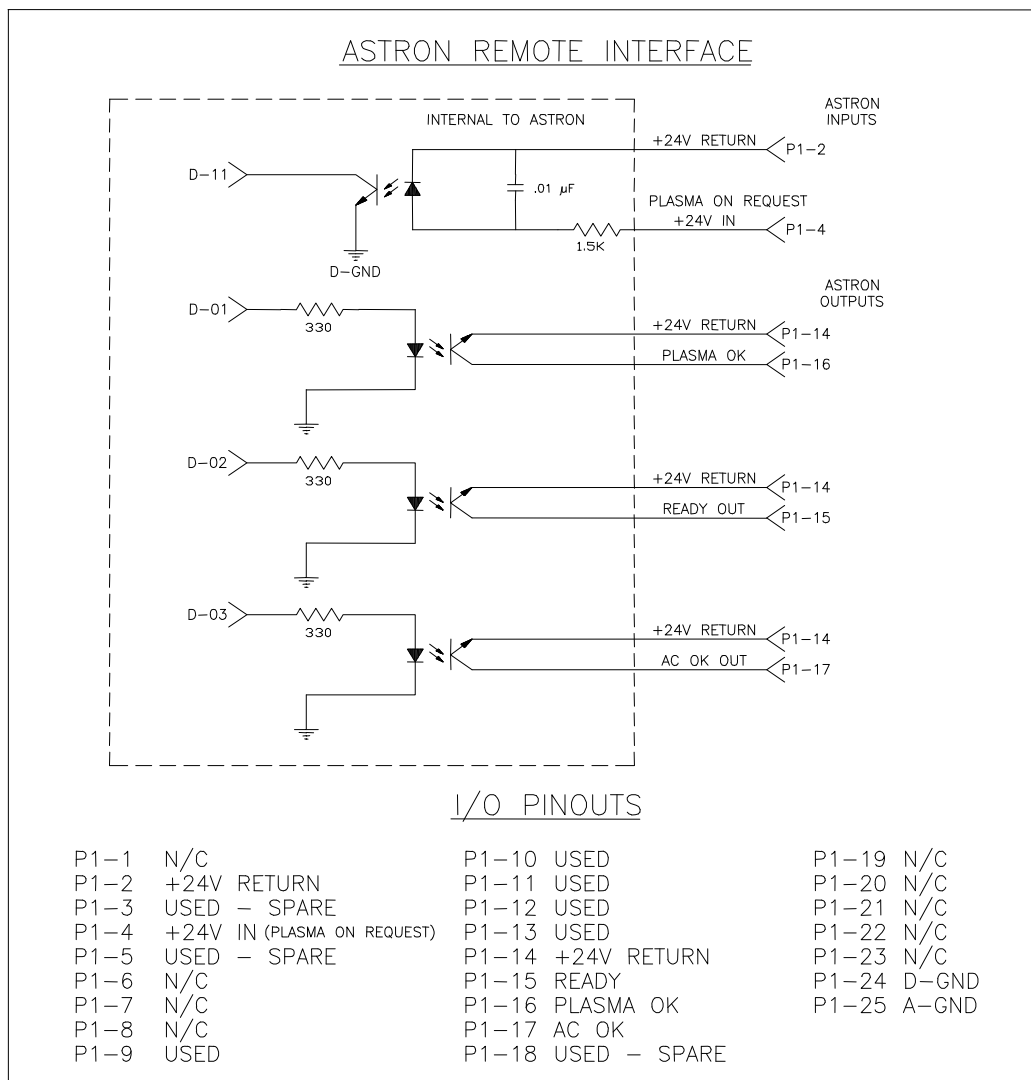 ASTRON REMOTE INTERFACE
ASTRON
INPUTS
INTERNAL TO ASTRON
+24V RETURN
P1-2
D-11
.01 µF
PLASMA ON REQUEST
+24V IN
P1-4
1.5K
D-GND
ASTRON
OUTPUTS
D-01
330
+24V RETURN
P1-14
PLASMA OK
P1-16
D-02
330
+24V RETURN
P1-14
READY OUT
P1-15
D-03
330
+24V RETURN
P1-14
AC OK OUT
P1-17
I/O PINOUTS
P1-1 N/C
P1-2 +24V RETURN
P1-3 USED - SPARE
P1-4 +24V IN (PLASMA ON REQUEST)
P1-5 USED - SPARE
P1-6 N/C
P1-7 N/C
P1-8 N/C
P1-9 USED
P1-10 USED
P1-11 USED
P1-12 USED
P1-13 USED
P1-14 +24V RETURN
P1-15 READY
P1-16 PLASMA OK
P1-17 AC OK
P1-18 USED - SPARE
P1-19 N/C
P1-20 N/C
P1-21 N/C
P1-22 N/C
P1-23 N/C
P1-24 D-GND
P1-25 A-GND